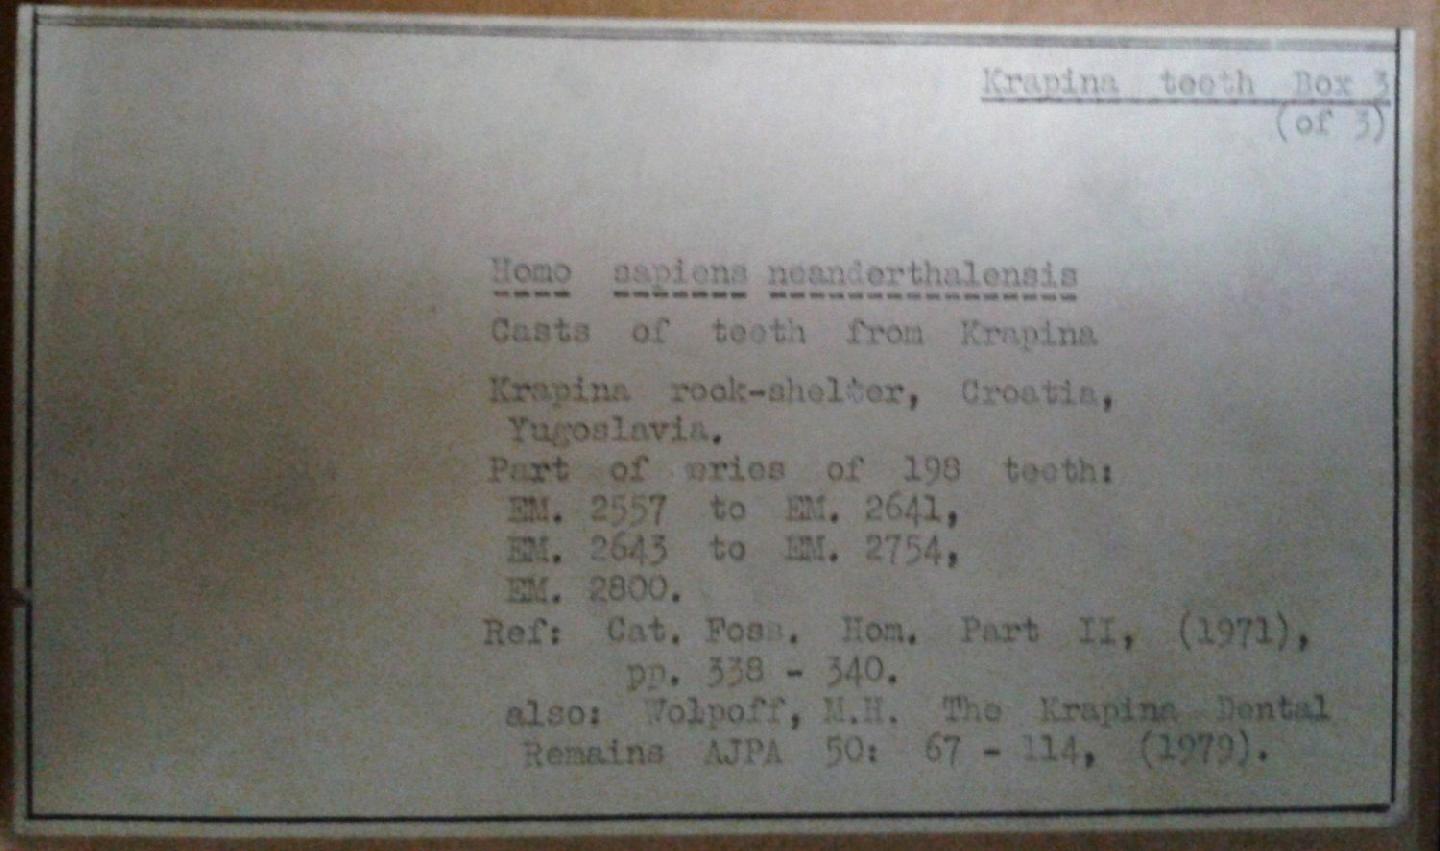 Krapina teeth Box 3
(of 3)
Homo sapiens neanderthalensis
Casts of teeth from Krapina
Krapina rock-shelter, Croatia,
Yugoslavia.
Part of eries of 198 teeth:
EM. 2557 to EM. 2641,
EM. 2643 to EM. 2754,
EM. 2800.
Ref: Cat. Foss. Hom. Part II, (1971),
pp. 338 - 340.
also: Wolpoff, M.H. The Krapina Dental
Remains AJPA 50: 67 - 114, (1979).